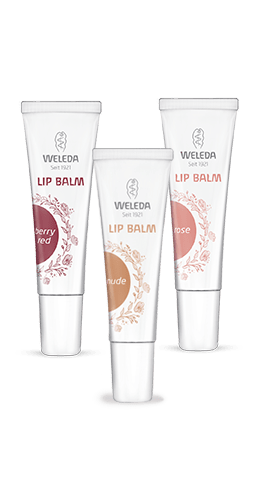 WELEDA
Seit 1921
LIP BALM
berry
red
WELEDA
Seit 1921
LIP BALM
nude
WELEDA
Seit 1921
LIP BALM
rose